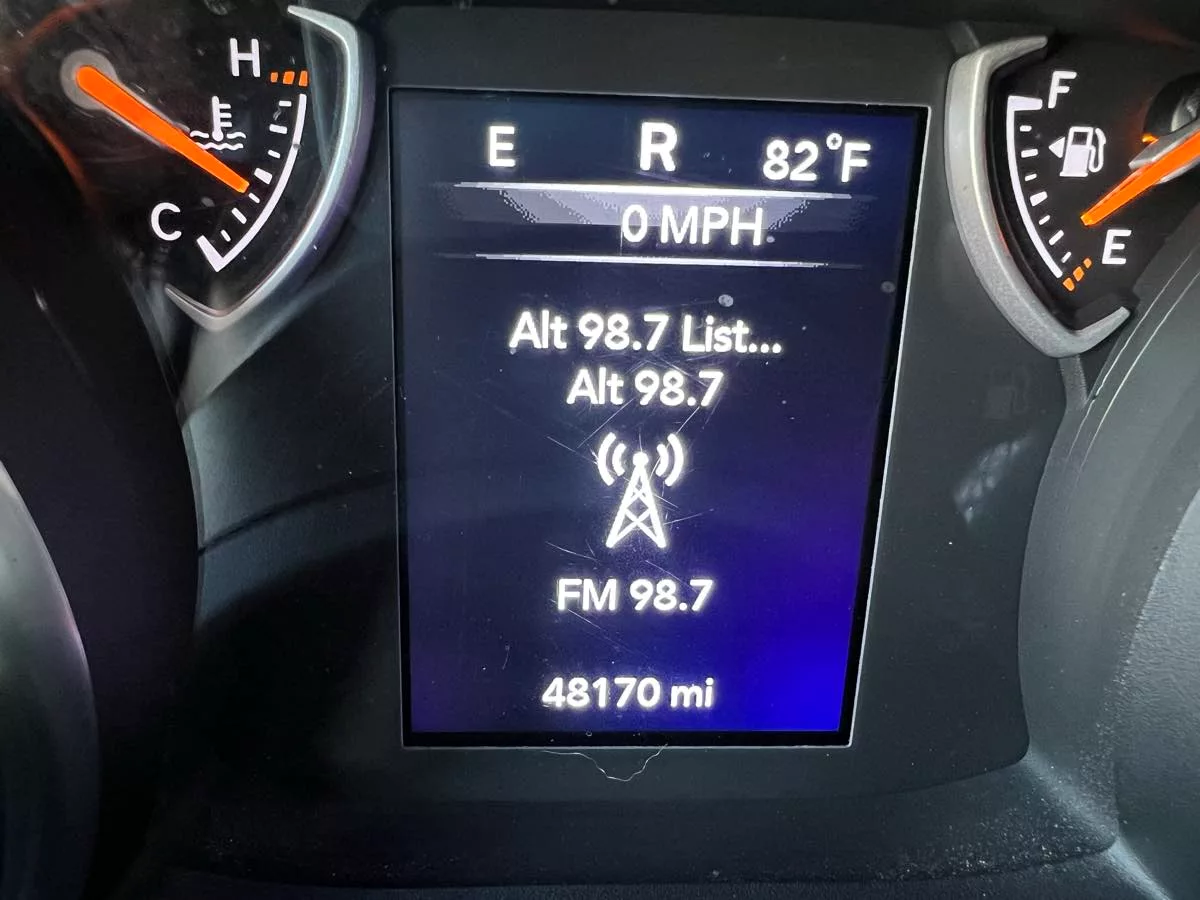 H
C
F
E
E R 82°F
0 MPH
Alt 98.7 List...
Alt 98.7
FM 98.7
48170 mi